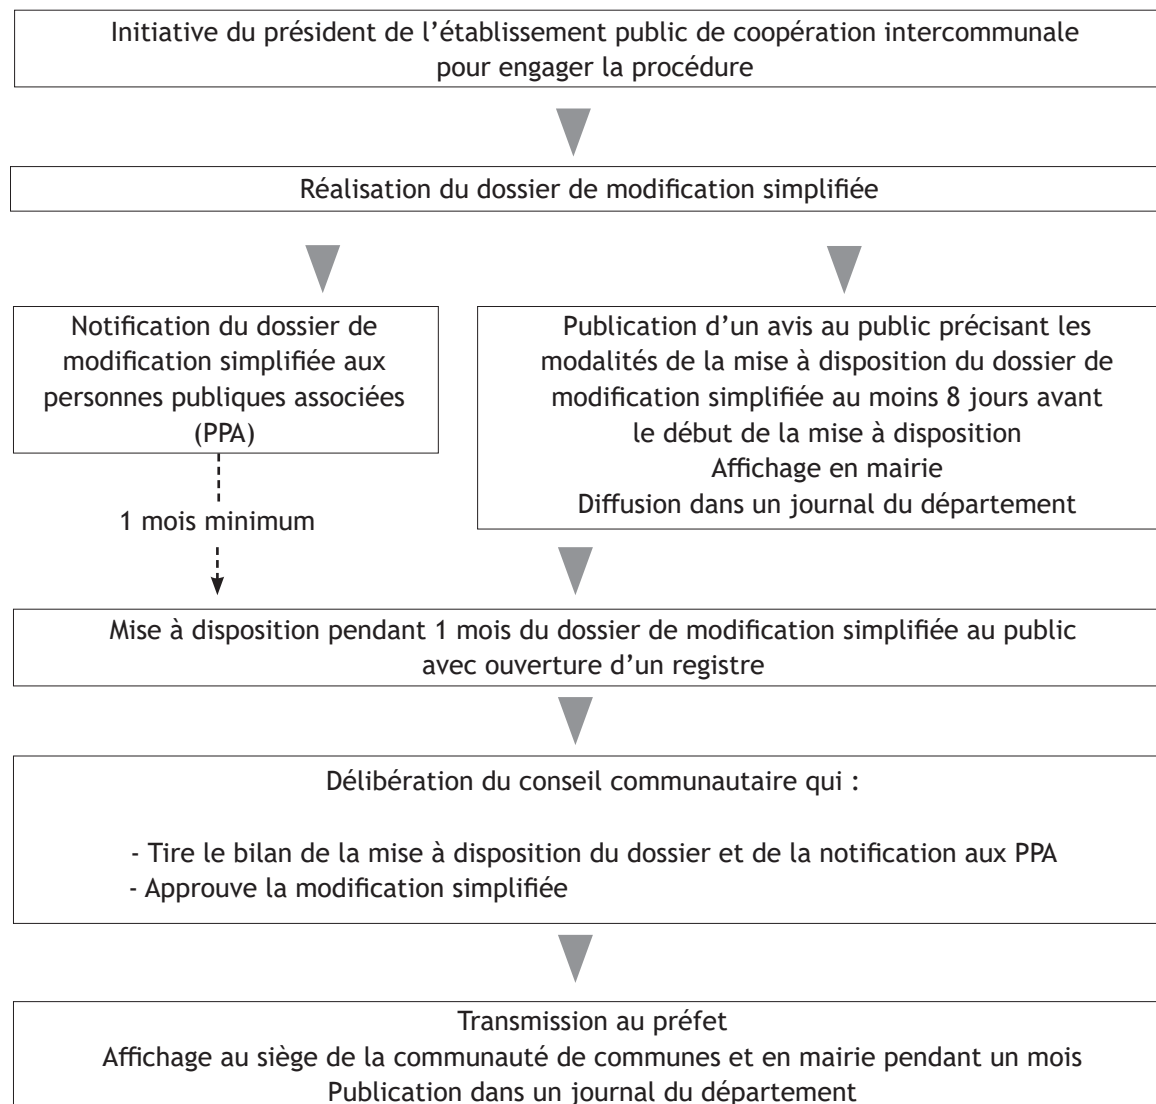 Initiative du président de l’établissement public de coopération intercommunale
pour engager la procédure
Réalisation du dossier de modification simplifiée
Notification du dossier de
modification simplifiée aux
personnes publiques associées
(PPA)
1 mois minimum
Publication d’un avis au public précisant les
modalités de la mise à disposition du dossier de
modification simplifiée au moins 8 jours avant
le début de la mise à disposition
Affichage en mairie
Diffusion dans un journal du département
Mise à disposition pendant 1 mois du dossier de modification simplifiée au public
avec ouverture d’un registre
Délibération du conseil communautaire qui :
- Tire le bilan de la mise à disposition du dossier et de la notification aux PPA
- Approuve la modification simplifiée
Transmission au préfet
Affichage au siège de la communauté de communes et en mairie pendant un mois
Publication dans un journal du département